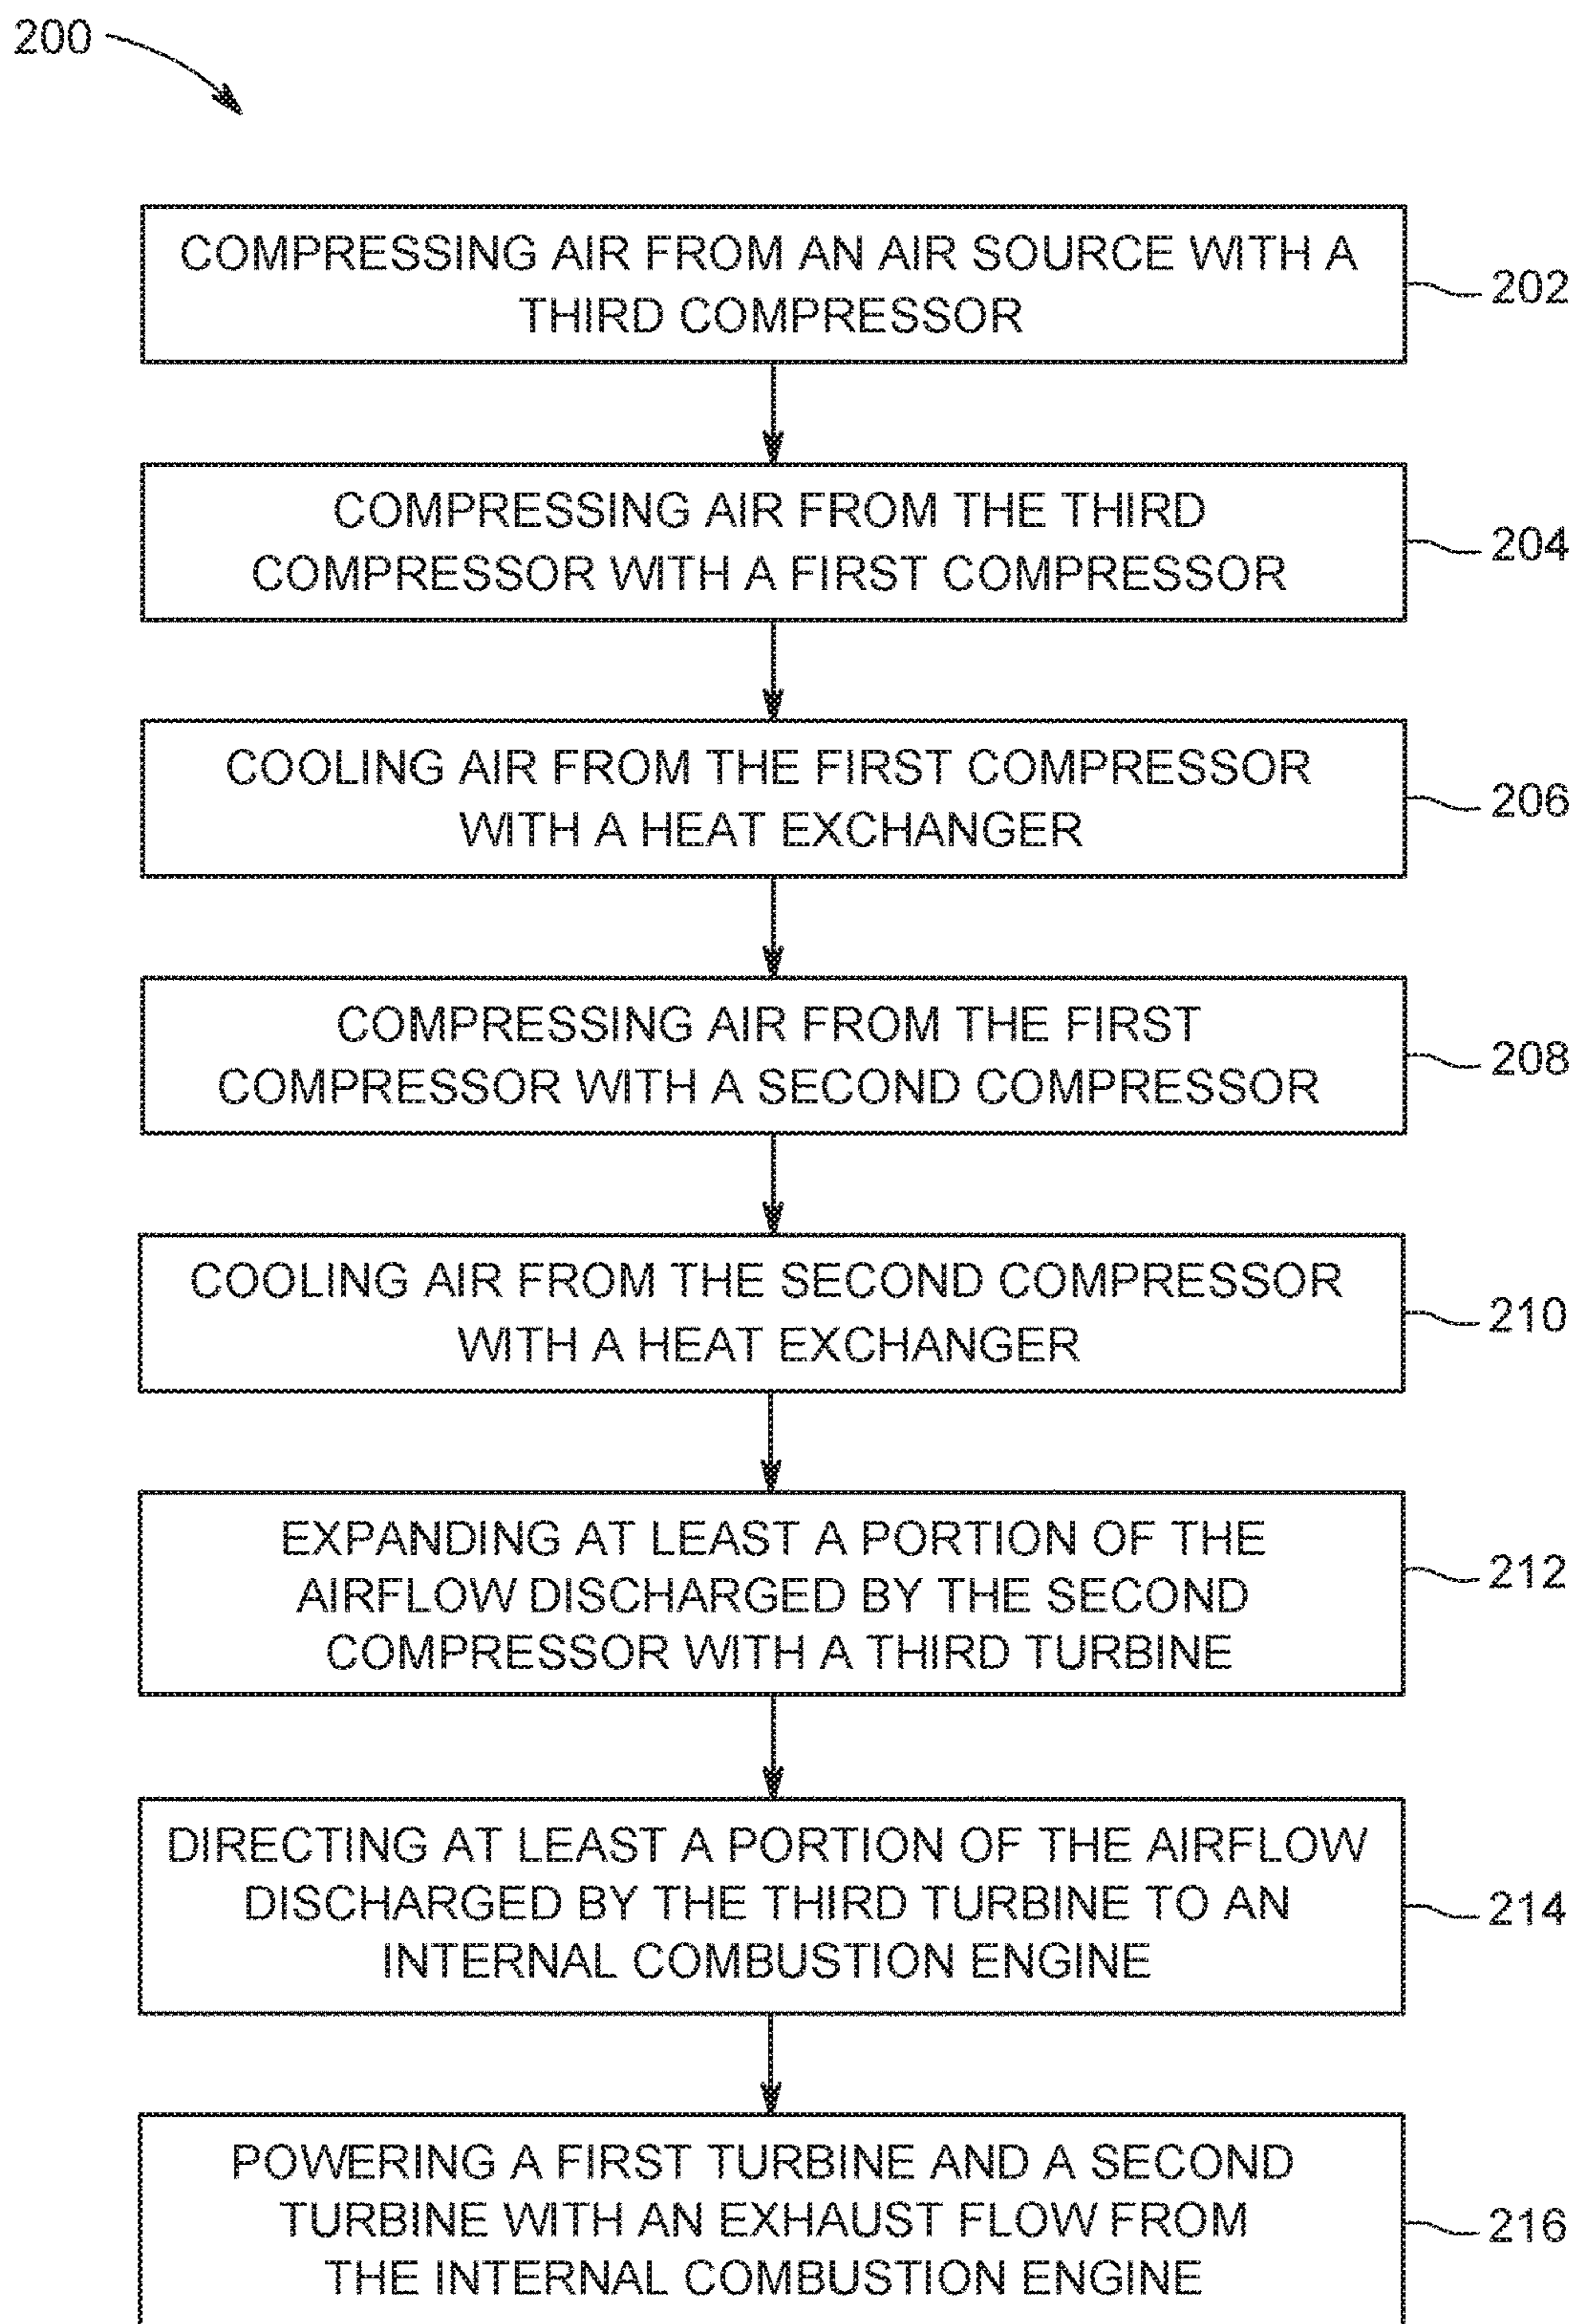 200
COMPRESSING AIR FROM AN AIR SOURCE WITH A
THIRD COMPRESSOR
202
COMPRESSING AIR FROM THE THIRD
COMPRESSOR WITH A FIRST COMPRESSOR
204
COOLING AIR FROM THE FIRST COMPRESSOR
WITH A HEAT EXCHANGER
206
COMPRESSING AIR FROM THE FIRST
COMPRESSOR WITH A SECOND COMPRESSOR
208
COOLING AIR FROM THE SECOND COMPRESSOR
WITH A HEAT EXCHANGER
210
EXPANDING AT LEAST A PORTION OF THE
AIRFLOW DISCHARGED BY THE SECOND
COMPRESSOR WITH A THIRD TURBINE
212
DIRECTING AT LEAST A PORTION OF THE AIRFLOW
DISCHARGED BY THE THIRD TURBINE TO AN
INTERNAL COMBUSTION ENGINE
214
POWERING A FIRST TURBINE AND A SECOND
TURBINE WITH AN EXHAUST FLOW FROM
THE INTERNAL COMBUSTION ENGINE
216